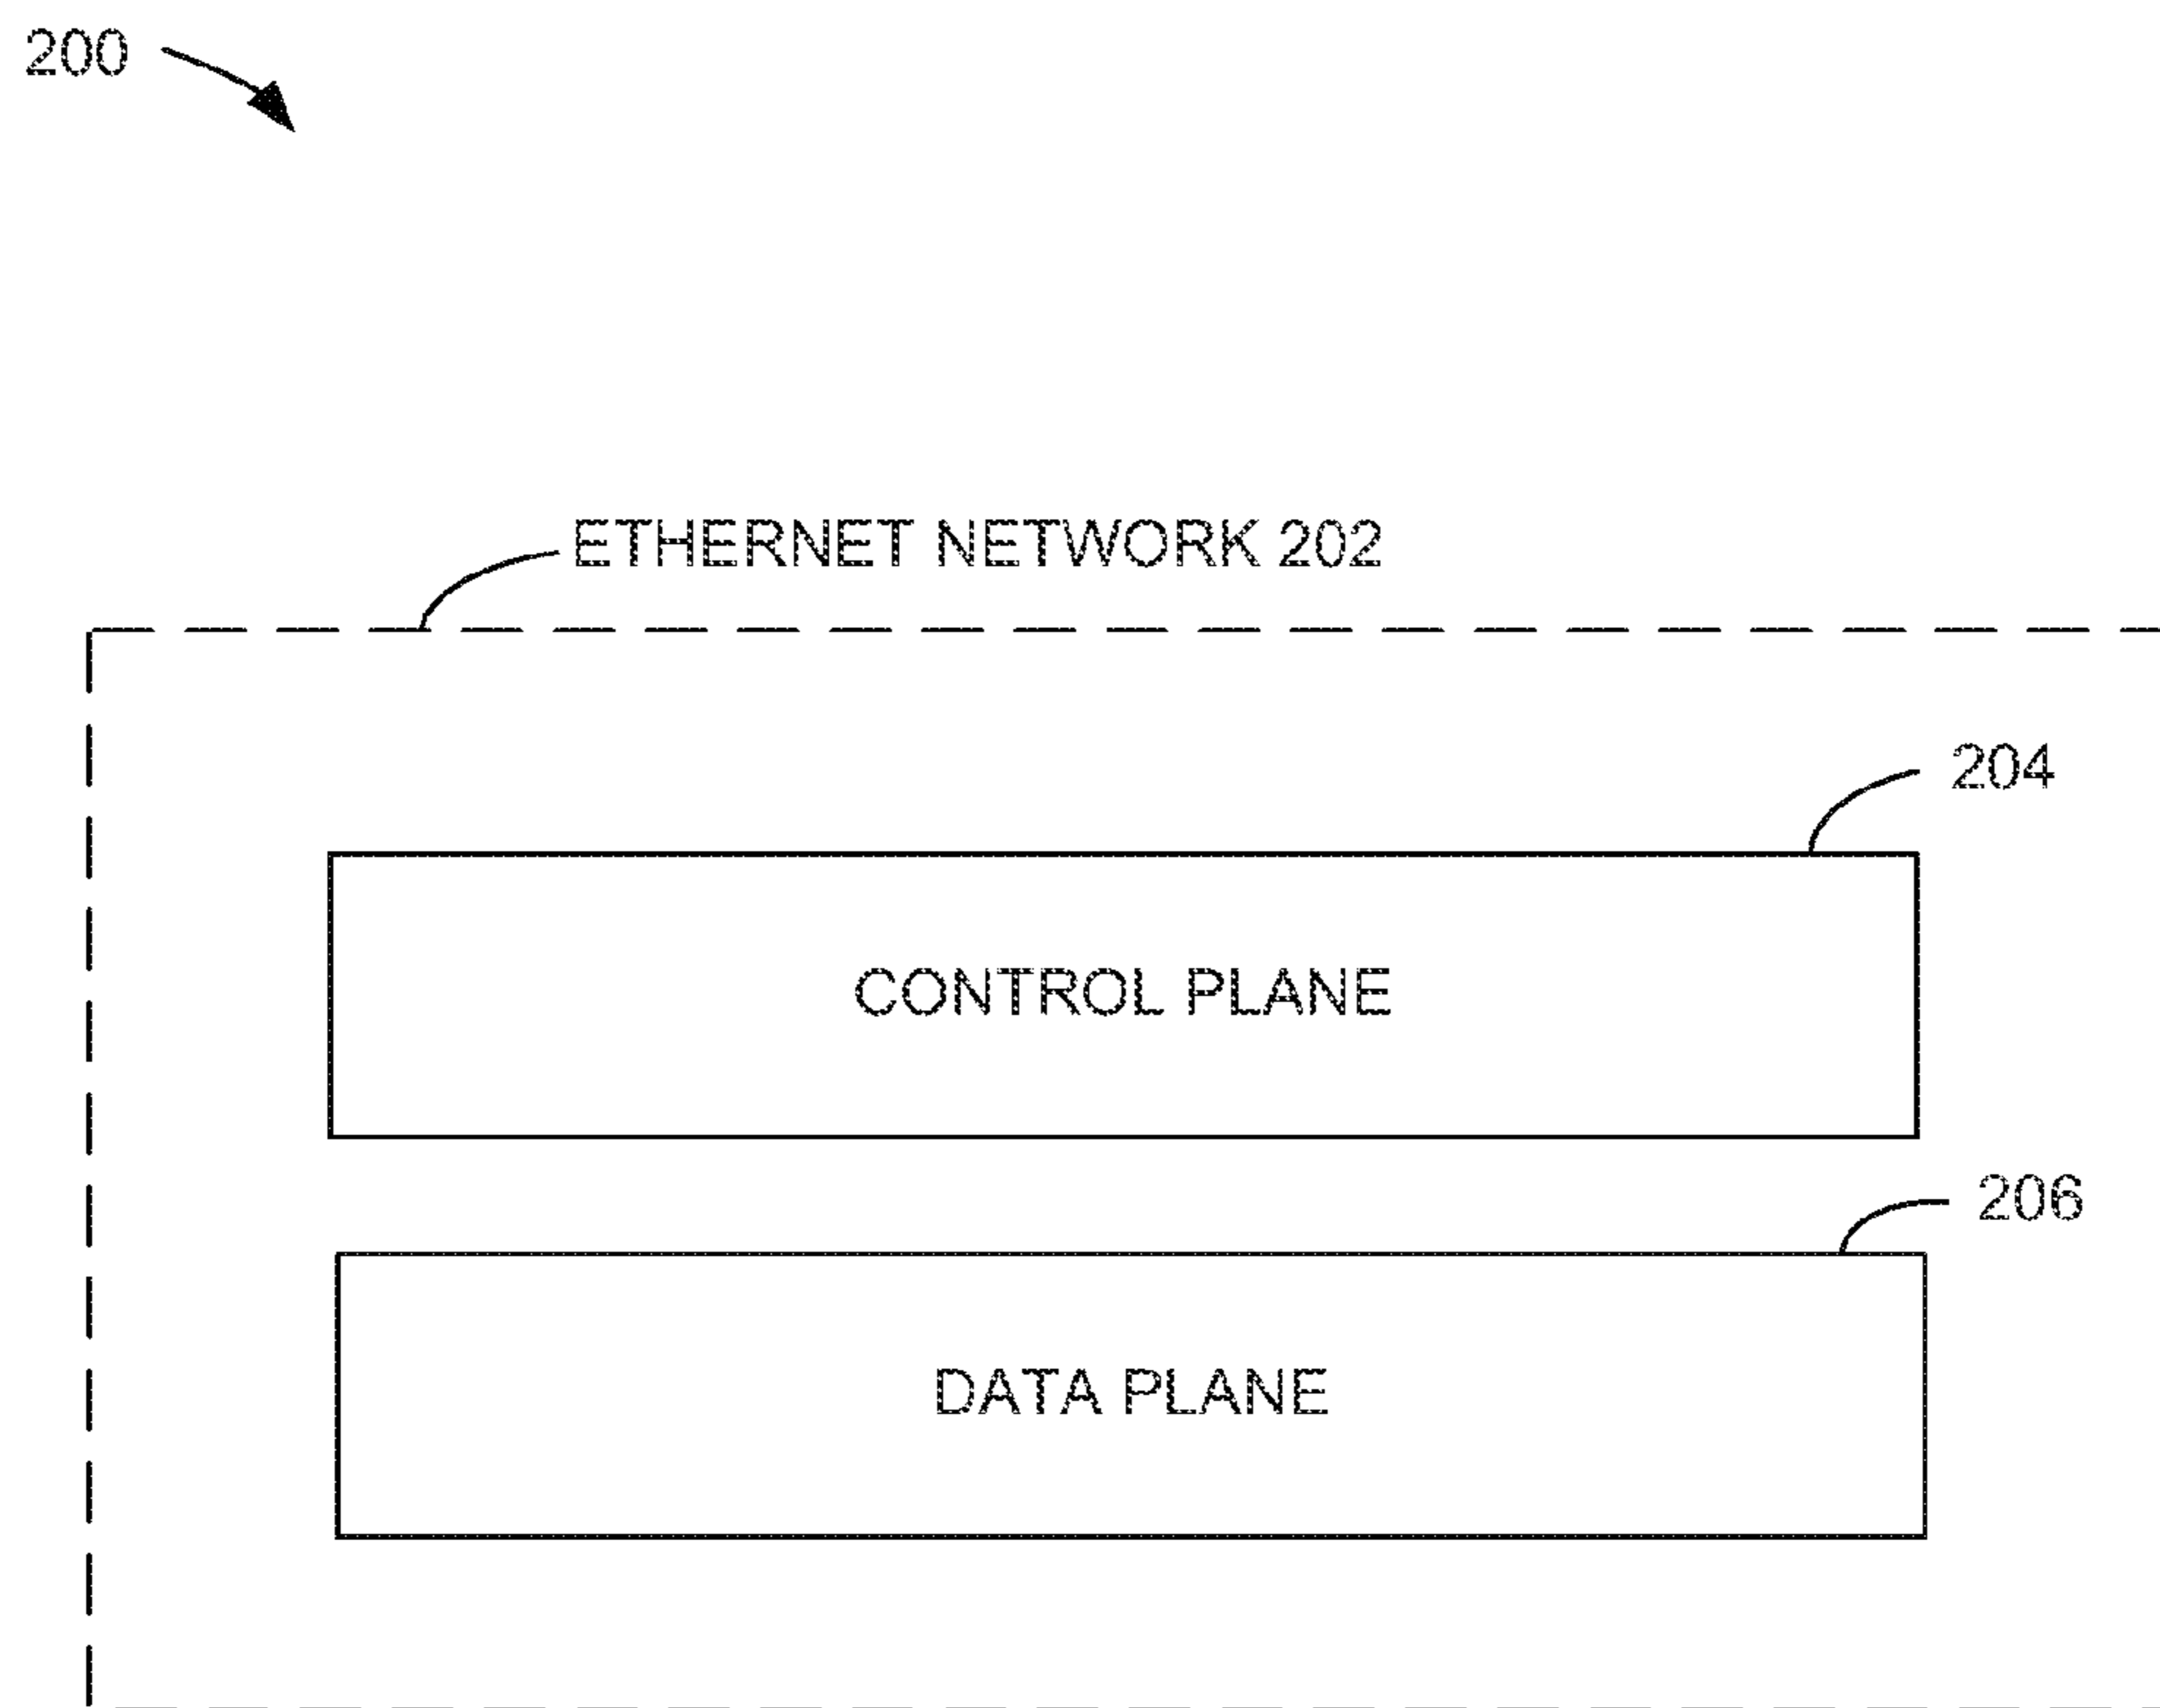 200
ETHERNET NETWORK 202
204
CONTROL PLANE
206
DATA PLANE